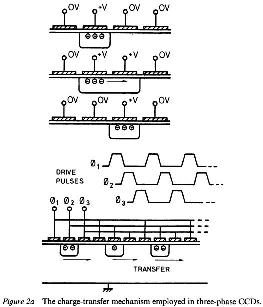 OV +V OV OV
OV +V +V OV
OV OV +V OV
DRIVE
PULSES
Ø1
Ø2
Ø3
Ø1 Ø2 Ø3
TRANSFER
Figure 2a The charge-transfer mechanism employed in three-phase CCDs.